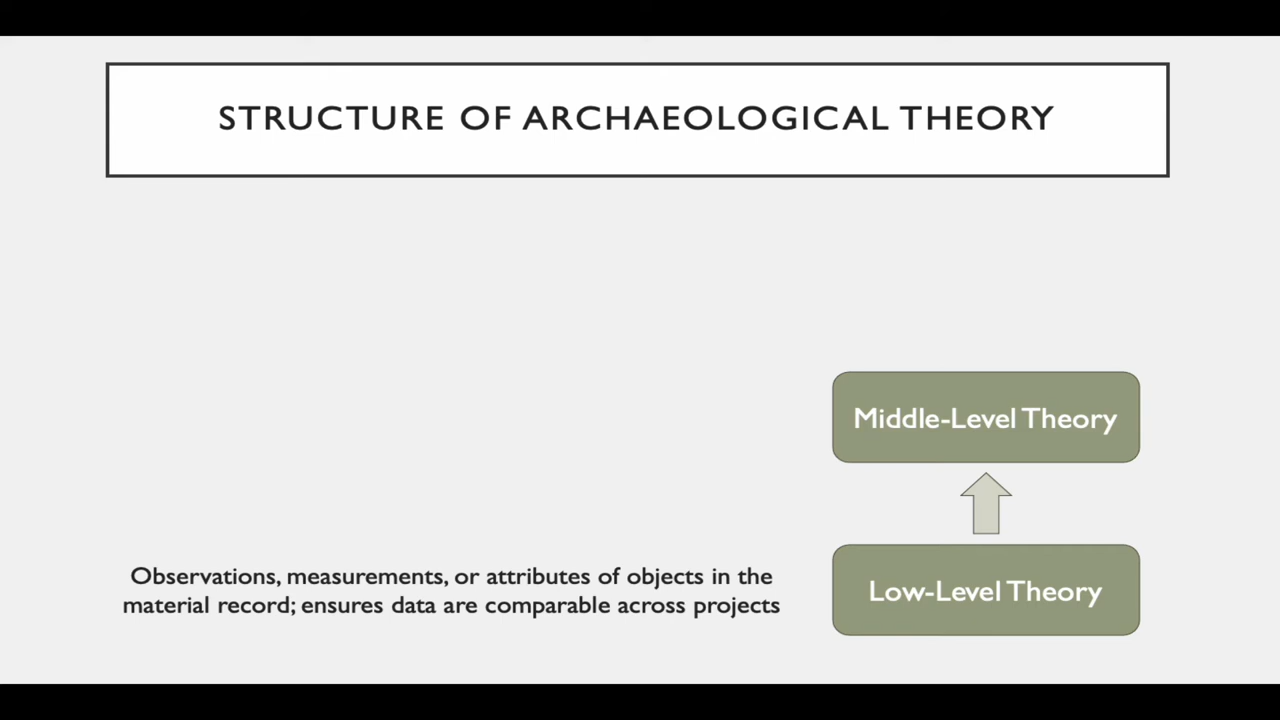 STRUCTURE OF ARCHAEOLOGICAL THEORY
Middle-Level Theory
Observations, measurements, or attributes of objects in the
material record; ensures data are comparable across projects
Low-Level Theory